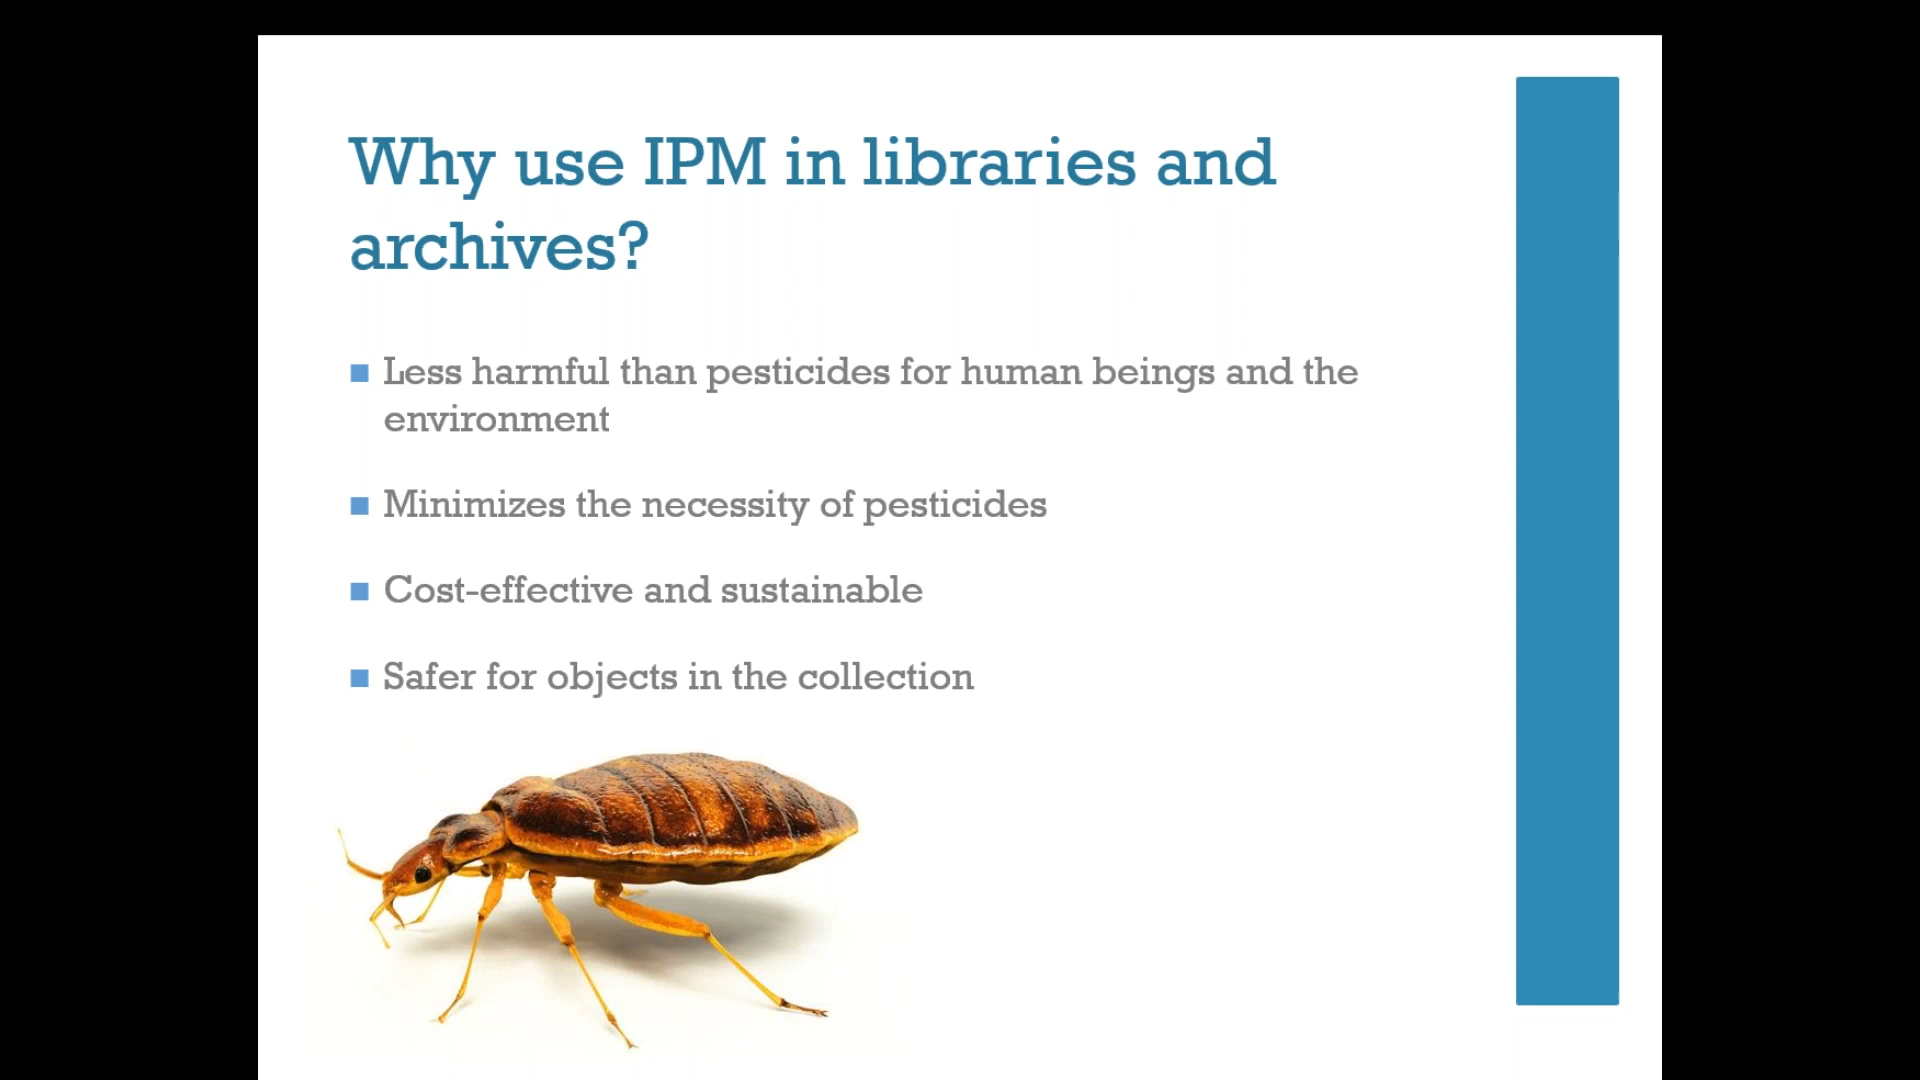 Why use IPM in libraries and
archives?
Less harmful than pesticides for human beings and the
environment
Minimizes the necessity of pesticides
Cost-effective and sustainable
Safer for objects in the collection